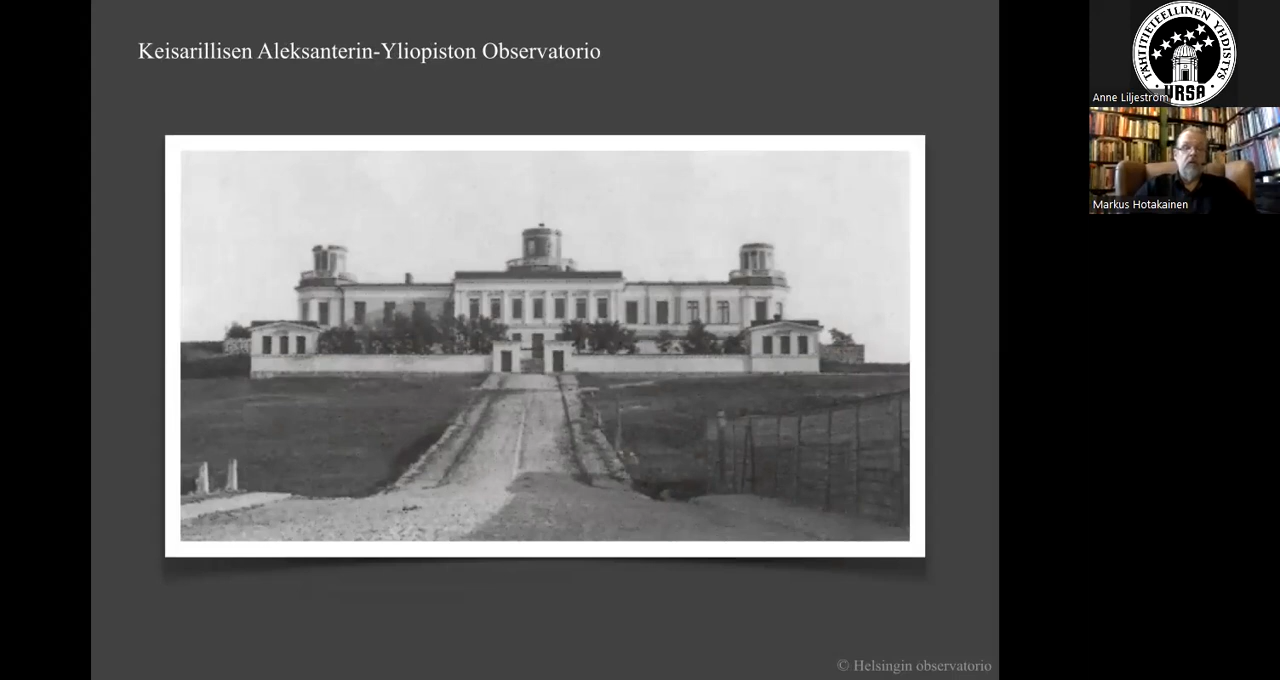 Keisarillisen Aleksanterin-Yliopiston Observatorio
TÄHTITIETEELLINEN YHDISTYS
URSA
Anne Liljeström
Markus Hotakainen
© Helsingin observatorio